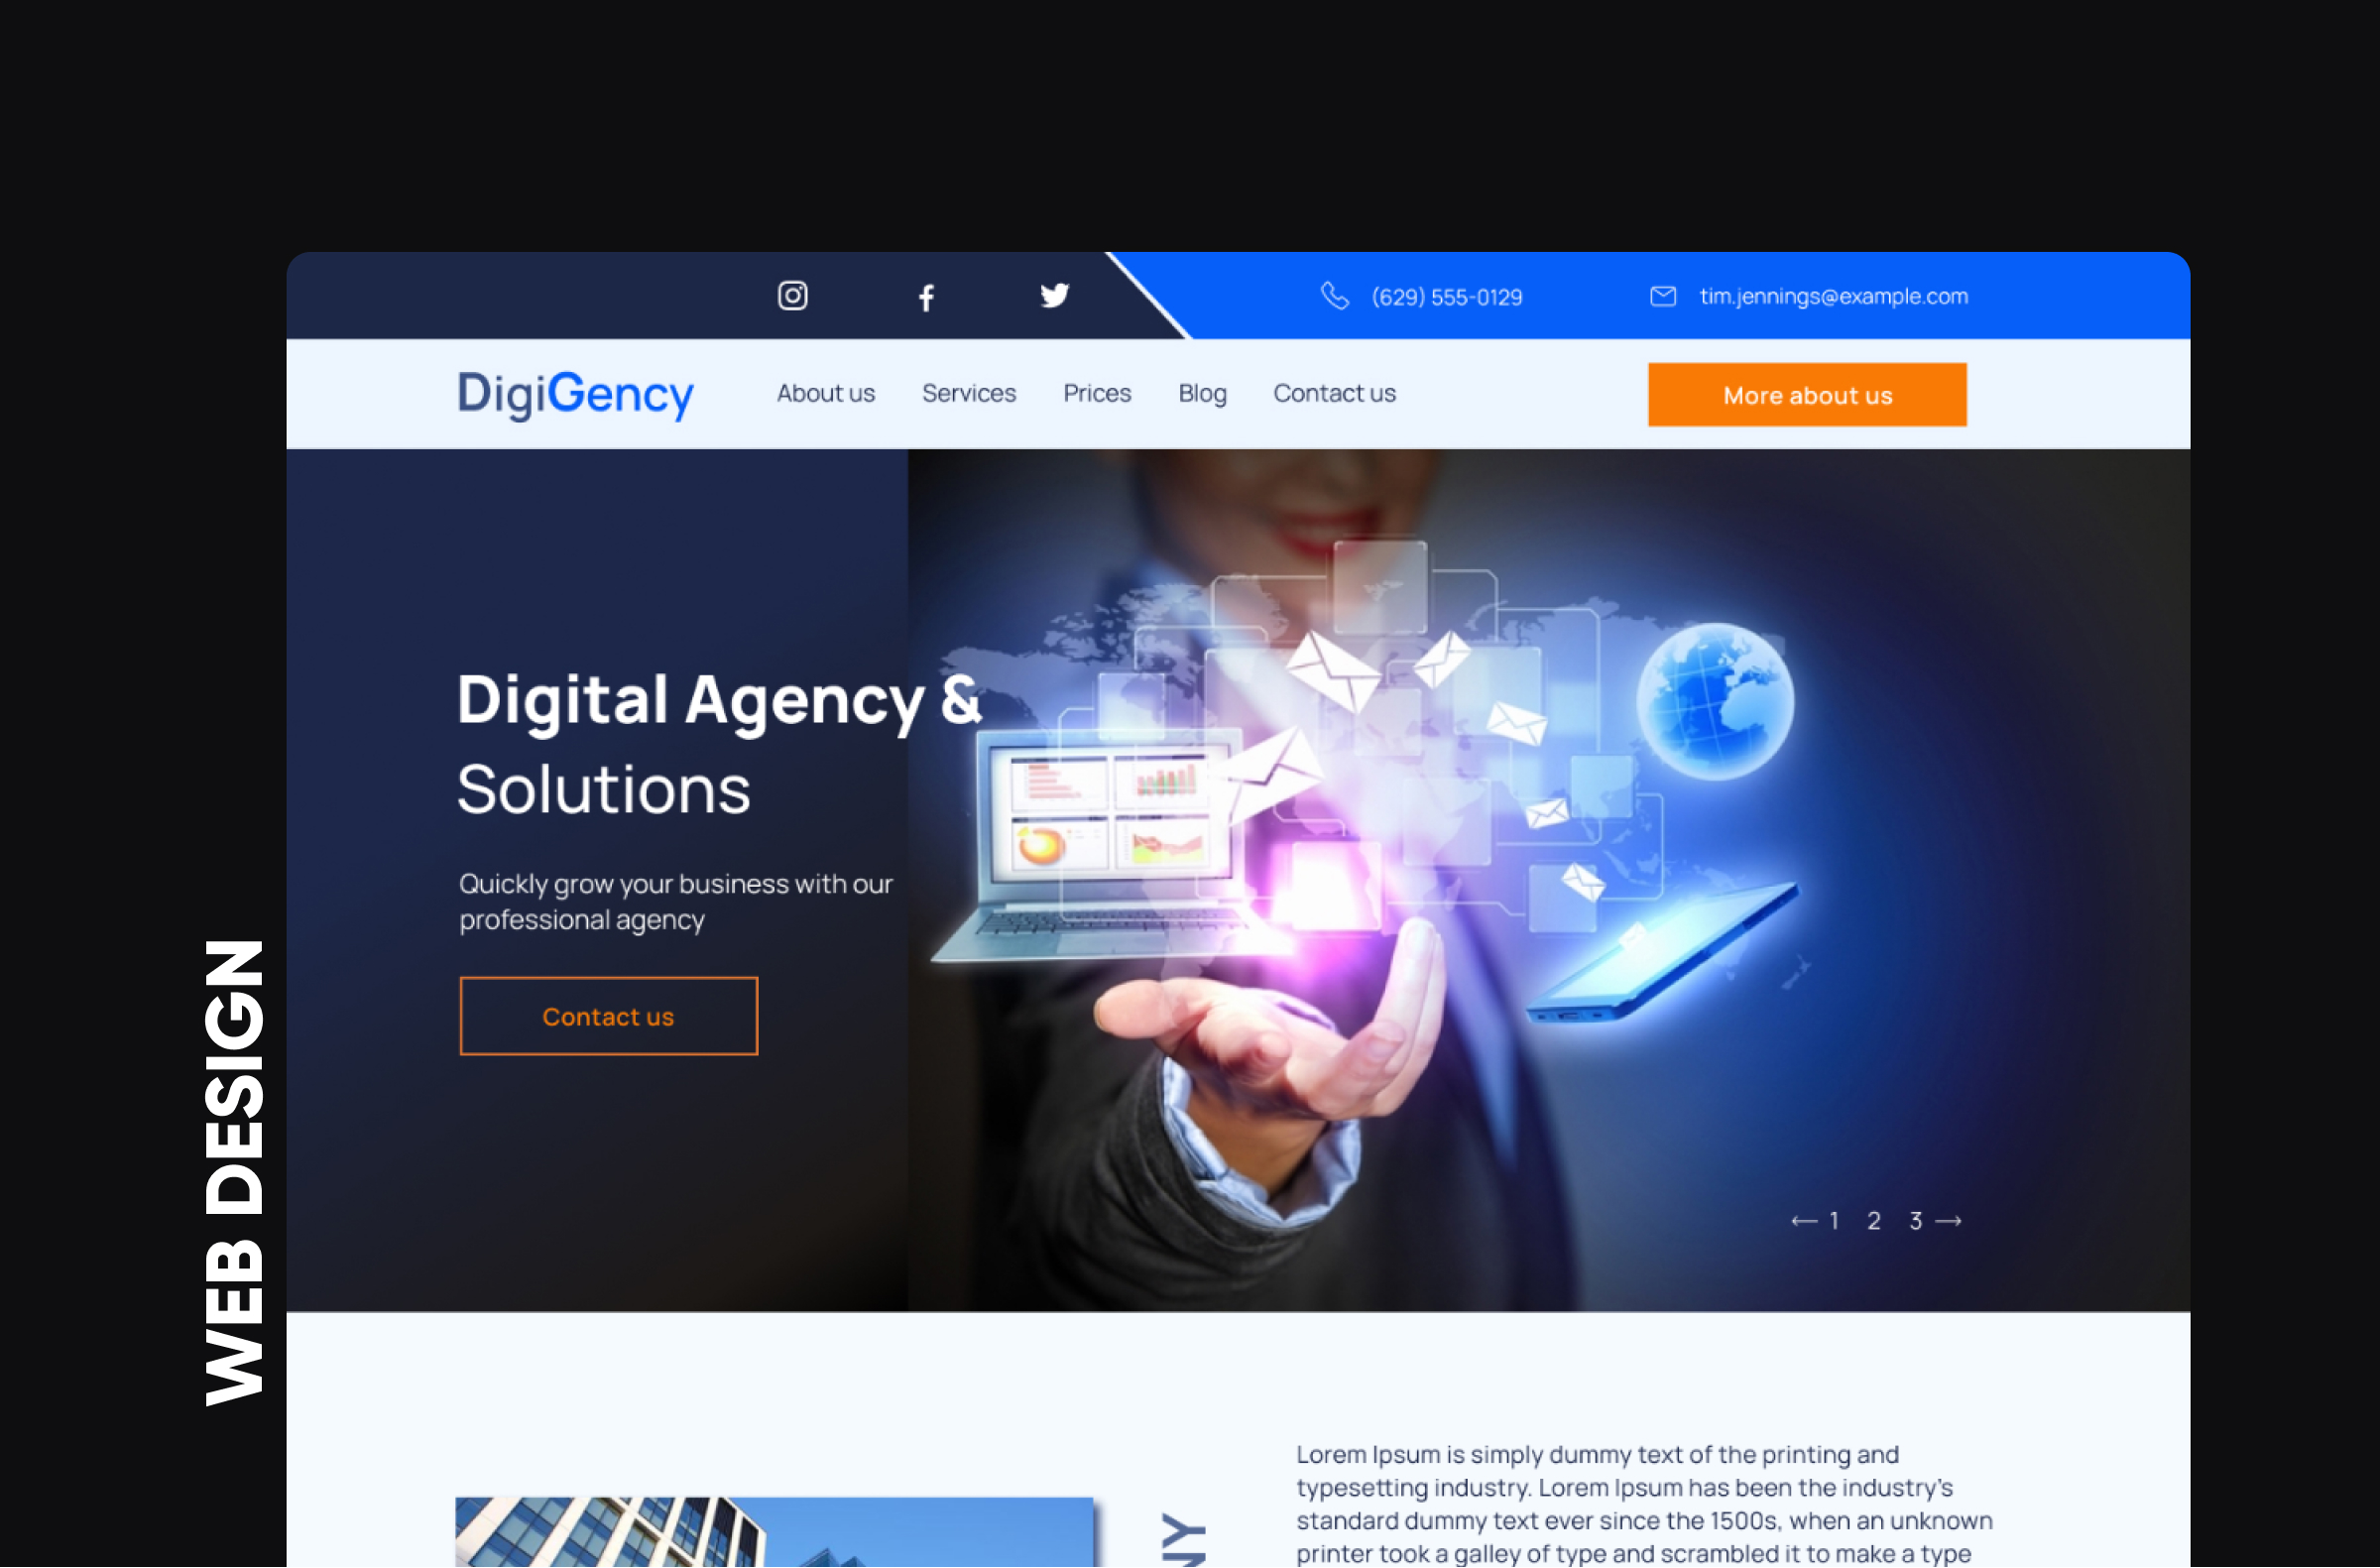 (629) 555-0129
tim.jennings@example.com
DigiGency
About us
Services
Prices
Blog
Contact us
More about us
Digital Agency &
Solutions
Quickly grow your business with our
professional agency
Contact us
1 2 3
WEB DESIGN
Lorem Ipsum is simply dummy text of the printing and
typesetting industry. Lorem Ipsum has been the industry's
standard dummy text ever since the 1500s, when an unknown
printer took a galley of type and scrambled it to make a type